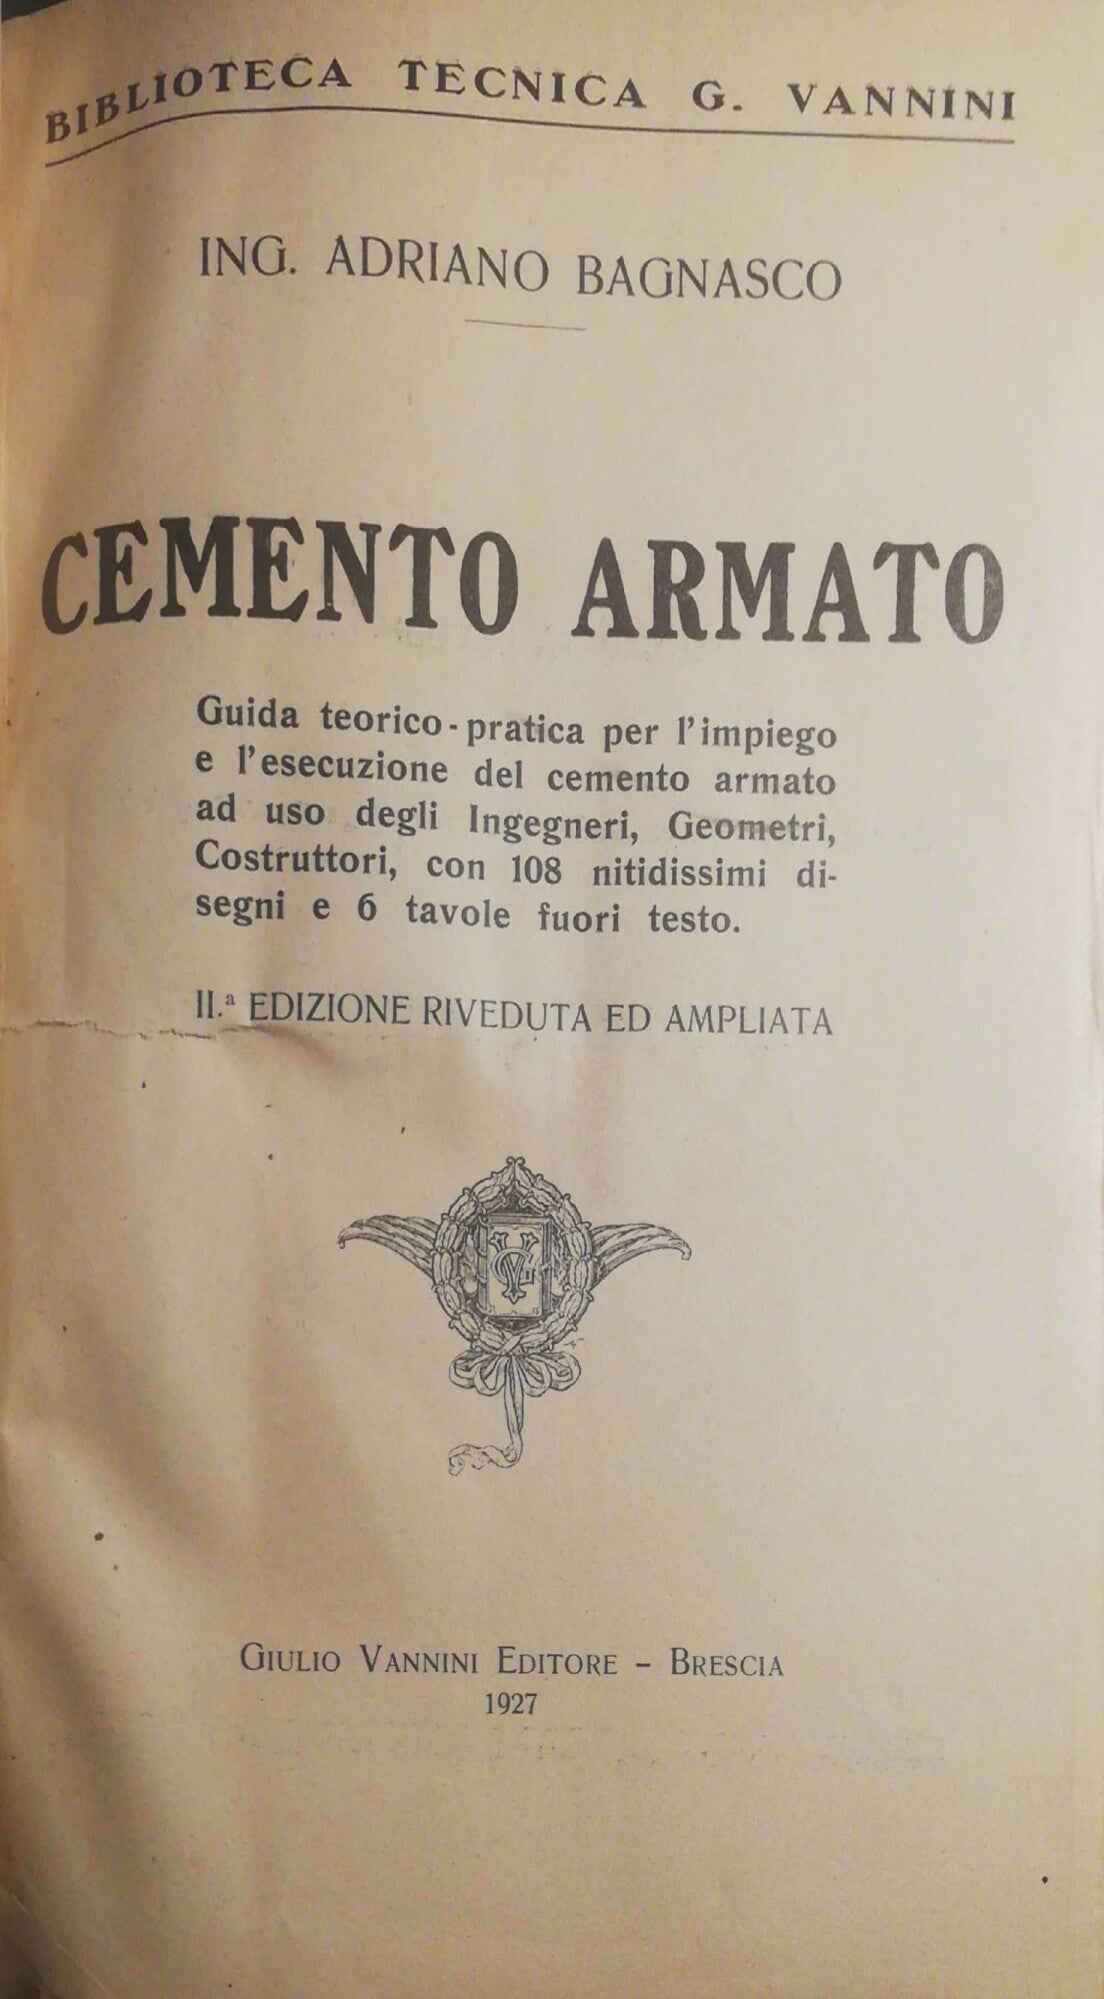 BIBLIOTECA TECNICA G. VANNINI
ING. ADRIANO BAGNASCO
CEMENTO ARMATO
Guida teorico-pratica per l'impiego
e l'esecuzione del cemento armato
ad uso degli Ingegneri, Geometri,
Costruttori, con 108 nitidissimi di-
segni e 6 tavole fuori testo.
II.ª EDIZIONE RIVEDUTA ED AMPLIATA
GIULIO VANNINI EDITORE - BRESCIA
1927